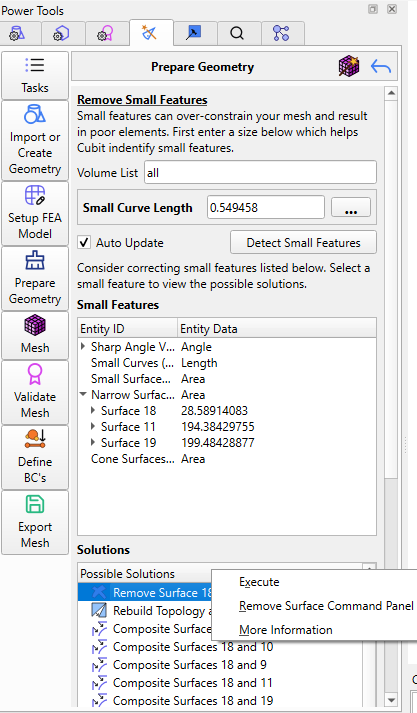 Power Tools
Prepare Geometry
Tasks
Import or
Create
Geometry
Setup FEA
Model
Prepare
Geometry
Mesh
Validate
Mesh
Define
BC's
Export
Mesh
Remove Small Features
Small features can over-constrain your mesh and result
in poor elements. First enter a size below which helps
Cubit indentify small features.
Volume List all
Small Curve Length 0.549458 ...
Auto Update Detect Small Features
Consider correcting small features listed below. Select a
small feature to view the possible solutions.
Small Features
Entity ID Entity Data
Sharp Angle V... Angle
Small Curves (... Length
Small Surface... Area
Narrow Surfac... Area
Surface 18 28.58914083
Surface 11 194.38429755
Surface 19 199.48428877
Cone Surfaces... Area
Solutions
Possible Solutions
Remove Surface 18
Rebuild Topology a
Composite Surfaces
Composite Surfaces 18 and 10
Composite Surfaces 18 and 9
Composite Surfaces 18 and 11
Composite Surfaces 18 and 19
Execute
Remove Surface Command Panel
More Information